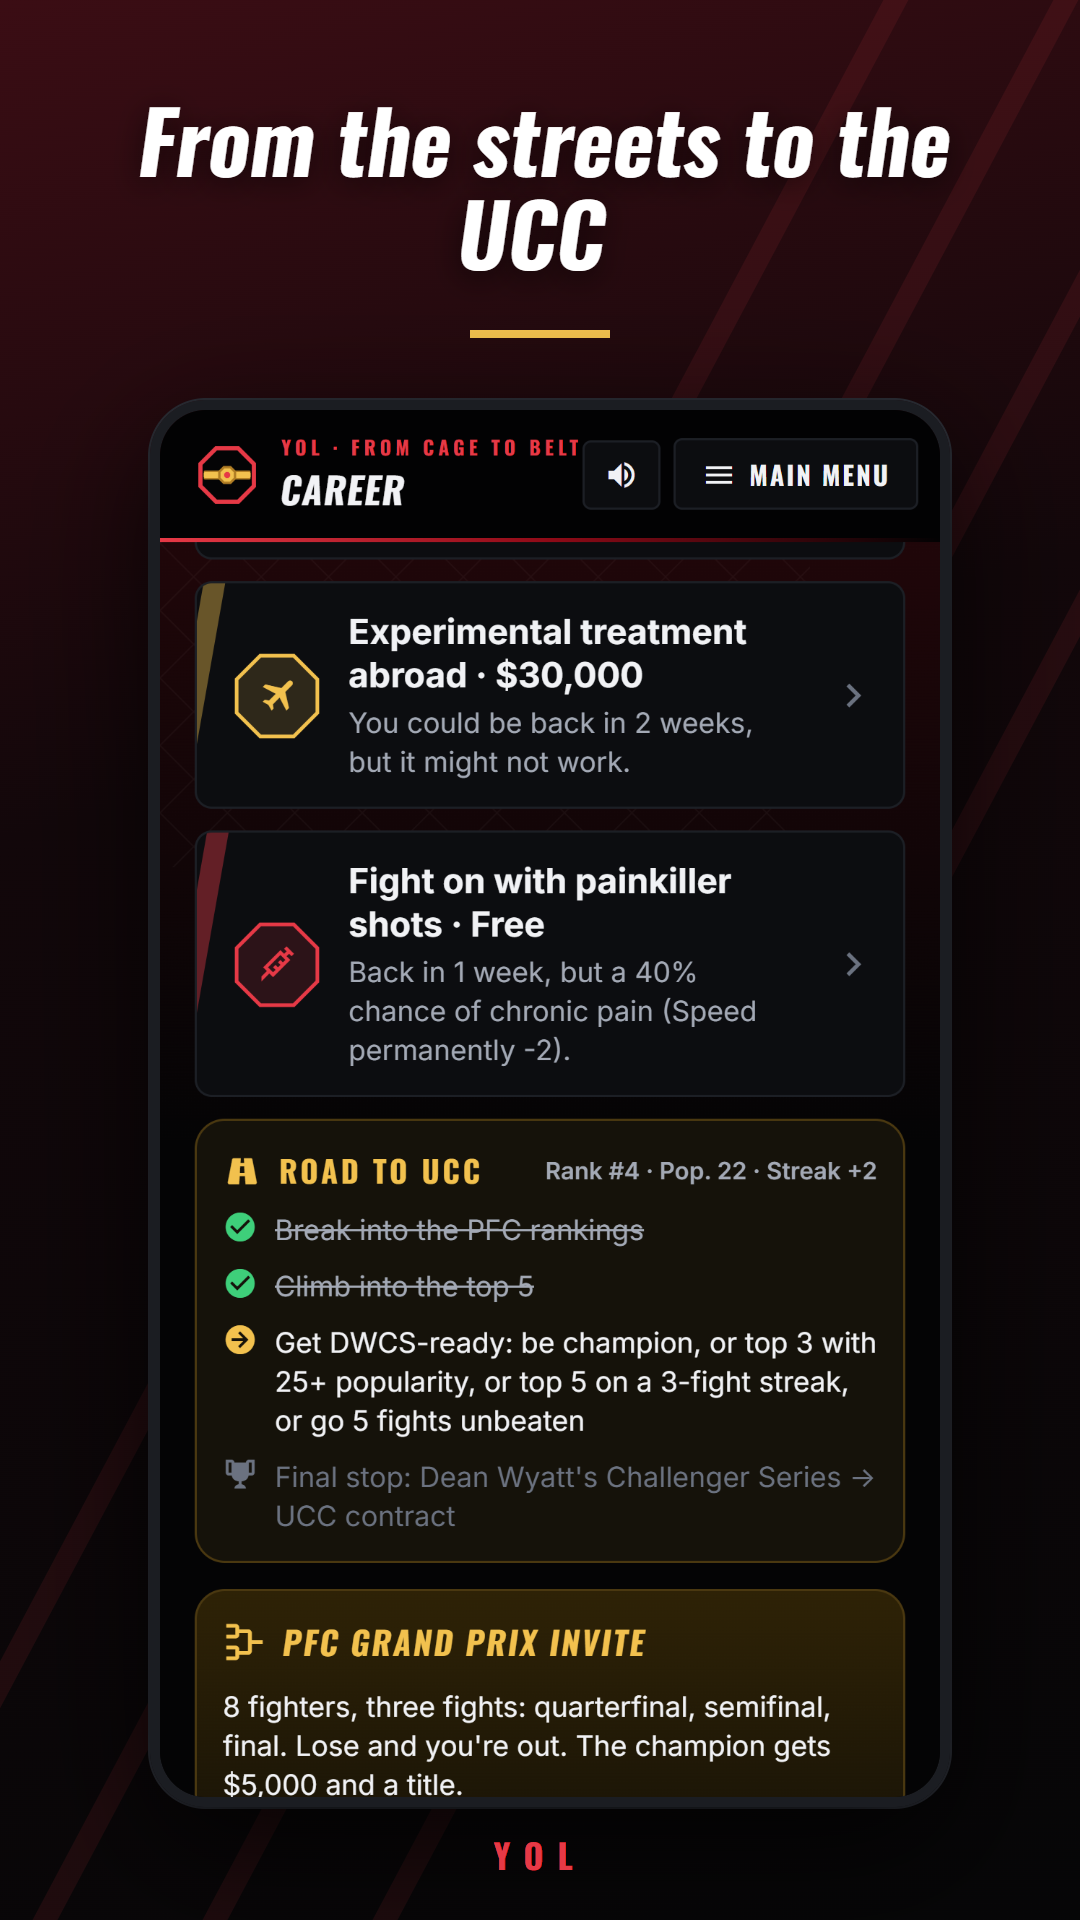 From the streets to the
UCC
YOL · FROM CAGE TO BELT
CAREER
MAIN MENU
Experimental treatment
abroad · $30,000
You could be back in 2 weeks,
but it might not work.
Fight on with painkiller
shots · Free
Back in 1 week, but a 40%
chance of chronic pain (Speed
permanently -2).
ROAD TO UCC
Rank #4 · Pop. 22 · Streak +2
Break into the PFC rankings
Climb into the top 5
Get DWCS-ready: be champion, or top 3 with
25+ popularity, or top 5 on a 3-fight streak,
or go 5 fights unbeaten
Final stop: Dean Wyatt's Challenger Series →
UCC contract
PFC GRAND PRIX INVITE
8 fighters, three fights: quarterfinal, semifinal,
final. Lose and you're out. The champion gets
$5,000 and a title.
YOL